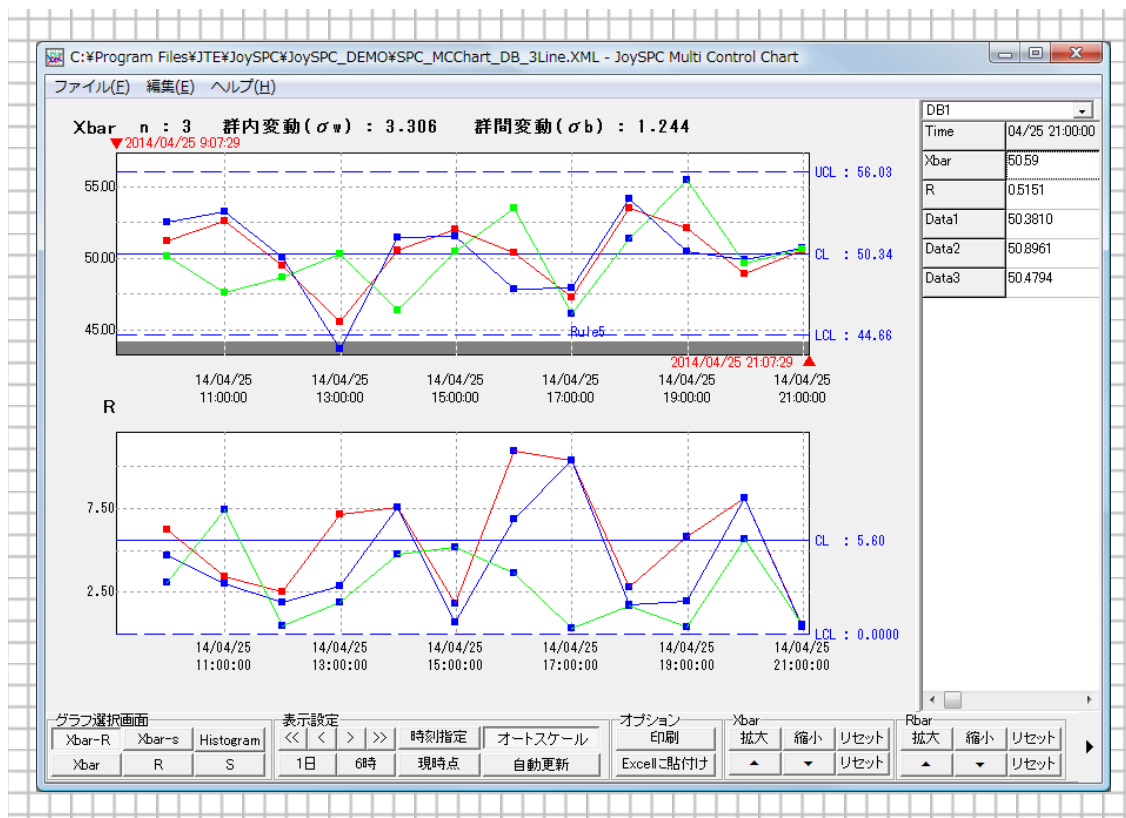 C:¥Program Files¥JTE¥JoySPC¥JoySPC_DEMO¥SPC_MCChart_DB_3Line.XML - JoySPC Multi Control Chart
ファイル(F) 編集(E) ヘルプ(H)
Xbar n : 3 群内変動(σw) : 3.306 群間変動(σb) : 1.244
2014/04/25 9:07:29
UCL : 56.03
55.00
50.00
CL : 50.34
45.00
Rule5
LCL : 44.66
2014/04/25 21:07:29
14/04/25 14/04/25 14/04/25 14/04/25 14/04/25 14/04/25
11:00:00 13:00:00 15:00:00 17:00:00 19:00:00 21:00:00
R
7.50
CL : 5.60
2.50
LCL : 0.0000
14/04/25 14/04/25 14/04/25 14/04/25 14/04/25 14/04/25
11:00:00 13:00:00 15:00:00 17:00:00 19:00:00 21:00:00
DB1
Time 04/25 21:00:00
Xbar 50.59
R 0.5151
Data1 50.3810
Data2 50.8961
Data3 50.4794
グラフ選択画面 表示設定 オプション Xbar Rbar
Xbar-R Xbar-s Histogram << < > >> 時刻指定 オートスケール 印刷 拡大 縮小 リセット 拡大 縮小 リセット
Xbar R S 1日 6時 現時点 自動更新 Excelに貼付け リセット リセット